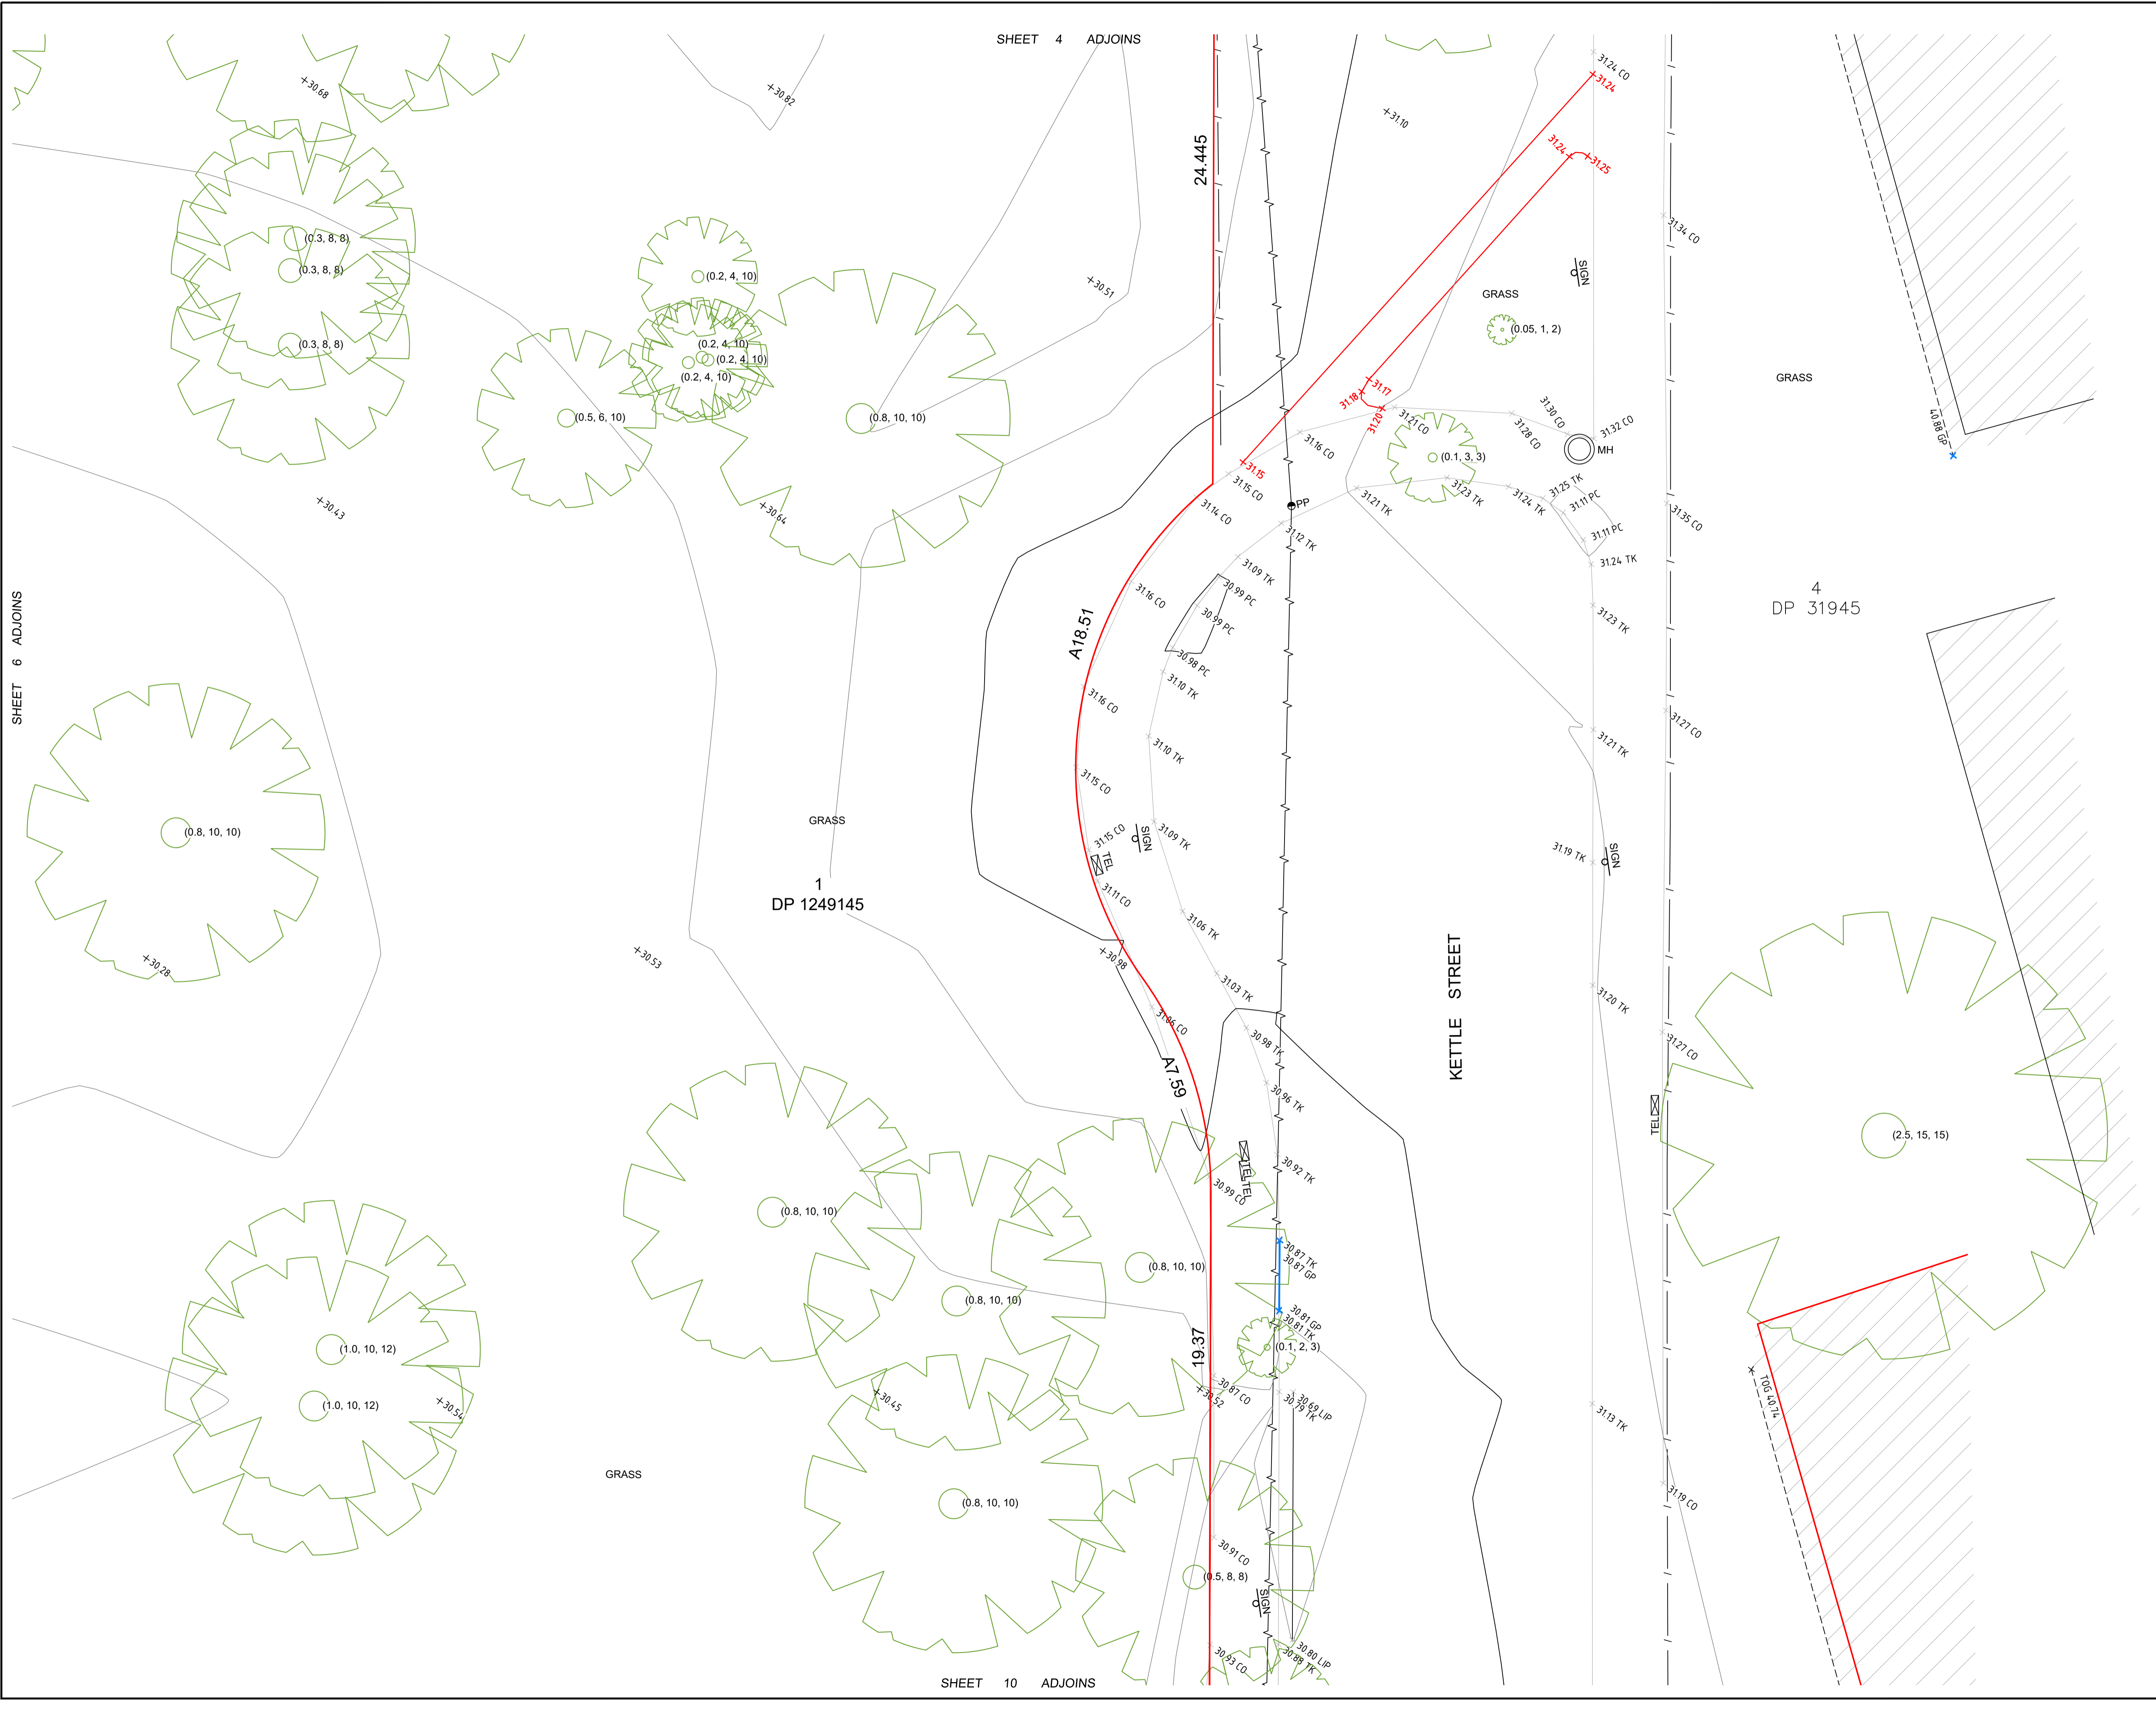 SHEET 4 ADJOINS
+30.68
+30.82
31.24 CO
+31.24
+31.10
24.445
31.24
+31.25
(0.3, 8, 8)
(0.3, 8, 8)
(0.3, 8, 8)
(0.2, 4, 10)
+30.51
31.34 CO
SIGN
GRASS
(0.05, 1, 2)
(0.2, 4, 10)
(0.2, 4, 10)
(0.2, 4, 10)
GRASS
31.17
31.18
31.20
31.21 CO
31.28 CO
31.30 CO
31.32 CO
(0.5, 6, 10)
(0.8, 10, 10)
40.88 GP
31.16 CO
MH
(0.1, 3, 3)
+31.15
31.15 CO
31.14 CO
+30.43
+30.64
PP
31.21 TK
31.23 TK
31.24 TK
31.25 TK
31.11 PC
31.11 PC
31.35 CO
31.12 TK
31.24 TK
31.09 TK
30.99 PC
31.16 CO
SHEET 6 ADJOINS
4
DP 31945
30.99 PC
31.23 TK
A18.51
30.98 PC
31.10 TK
31.16 CO
31.27 CO
31.10 TK
31.21 TK
31.15 CO
GRASS
(0.8, 10, 10)
31.15 CO
SIGN
31.09 TK
TEL
31.19 TK
SIGN
1
DP 1249145
31.11 CO
31.06 TK
+30.28
+30.53
+30.98
31.03 TK
KETTLE STREET
31.20 TK
31.06 CO
30.98 TK
31.27 CO
A7.59
30.96 TK
TEL
(2.5, 15, 15)
30.92 TK
TEL
TEL
30.99 CO
(0.8, 10, 10)
30.87 TK
30.87 GP
(0.8, 10, 10)
(0.8, 10, 10)
30.81 GP
30.81 TK
19.37
(0.1, 2, 3)
(1.0, 10, 12)
(1.0, 10, 12)
+30.54
+30.45
30.87 CO
+30.52
30.69 LIP
30.79 TK
TOG 40.74
31.13 TK
GRASS
(0.8, 10, 10)
31.19 CO
30.91 CO
(0.5, 8, 8)
SIGN
30.93 CO
30.80 LIP
30.88 TK
SHEET 10 ADJOINS